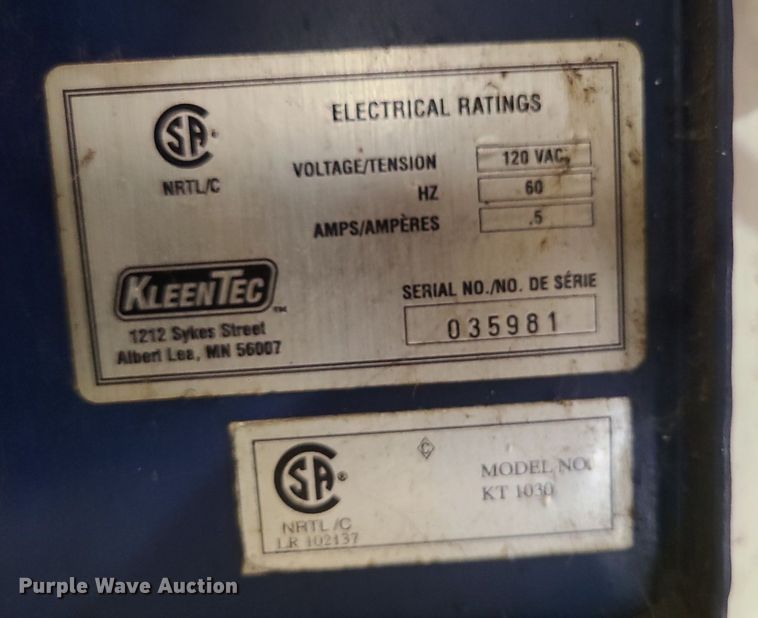 SA®
NRTL/C
ELECTRICAL RATINGS
VOLTAGE/TENSION 120 VAC
HZ 60
AMPS/AMPÈRES .5
KLEENTEC™
1212 Sykes Street
Albert Lea, MN 56007
SERIAL NO./NO. DE SÉRIE
035981
SA®
NRTL/C
LR 102137
C
MODEL NO.
KT 1030
Purple Wave Auction